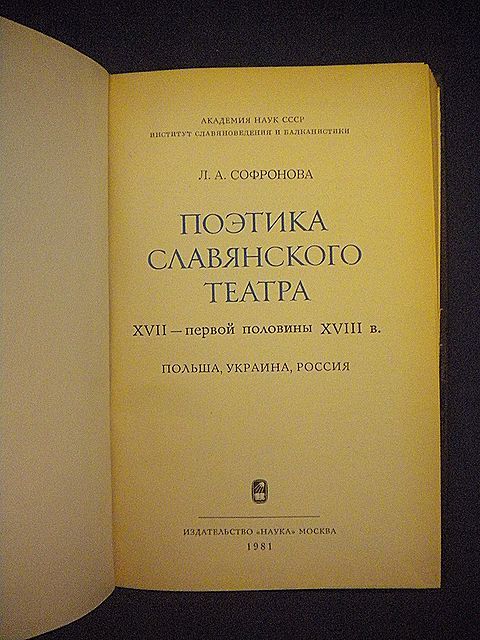 АКАДЕМИЯ НАУК СССР
ИНСТИТУТ СЛАВЯНОВЕДЕНИЯ И БАЛКАНИСТИКИ
Л. А. СОФРОНОВА
ПОЭТИКА
СЛАВЯНСКОГО
ТЕАТРА
XVII — первой половины XVIII в.
ПОЛЬША, УКРАИНА, РОССИЯ
ИЗДАТЕЛЬСТВО «НАУКА» МОСКВА
1981